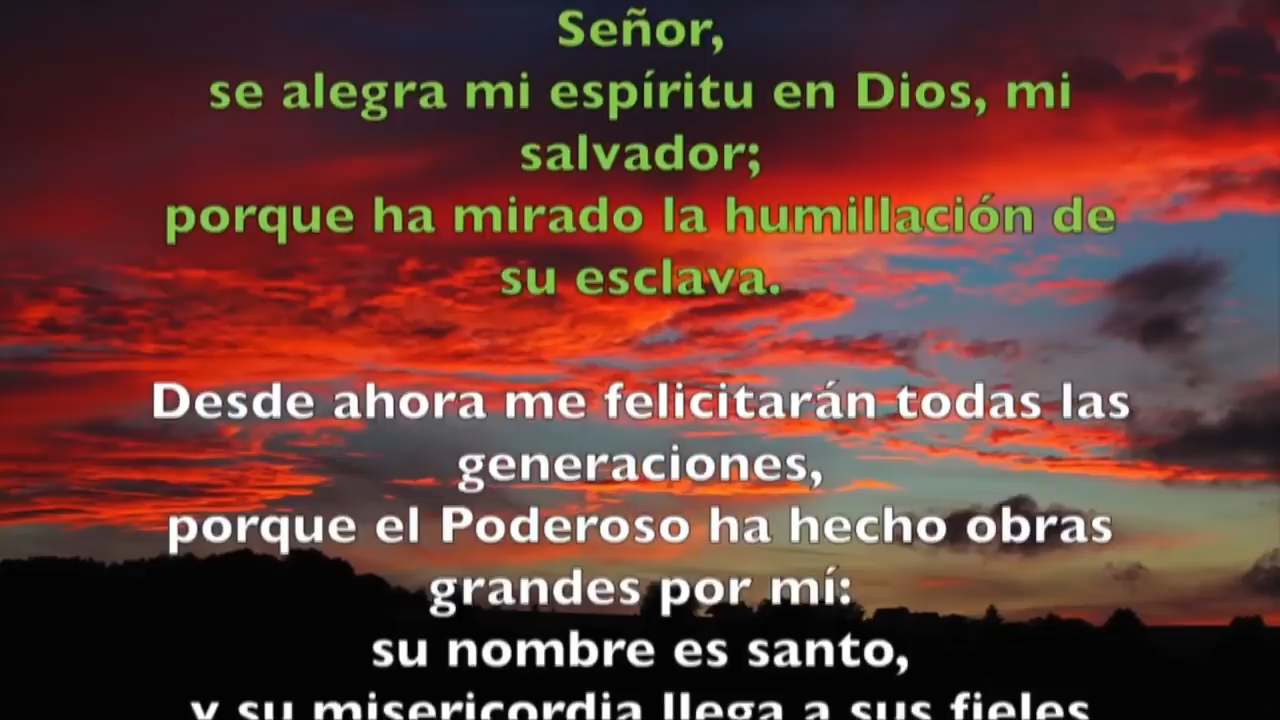 Señor,
se alegra mi espíritu en Dios, mi
salvador;
porque ha mirado la humillación de
su esclava.
Desde ahora me felicitarán todas las
generaciones,
porque el Poderoso ha hecho obras
grandes por mí:
su nombre es santo,
y su misericordia llega a sus fieles